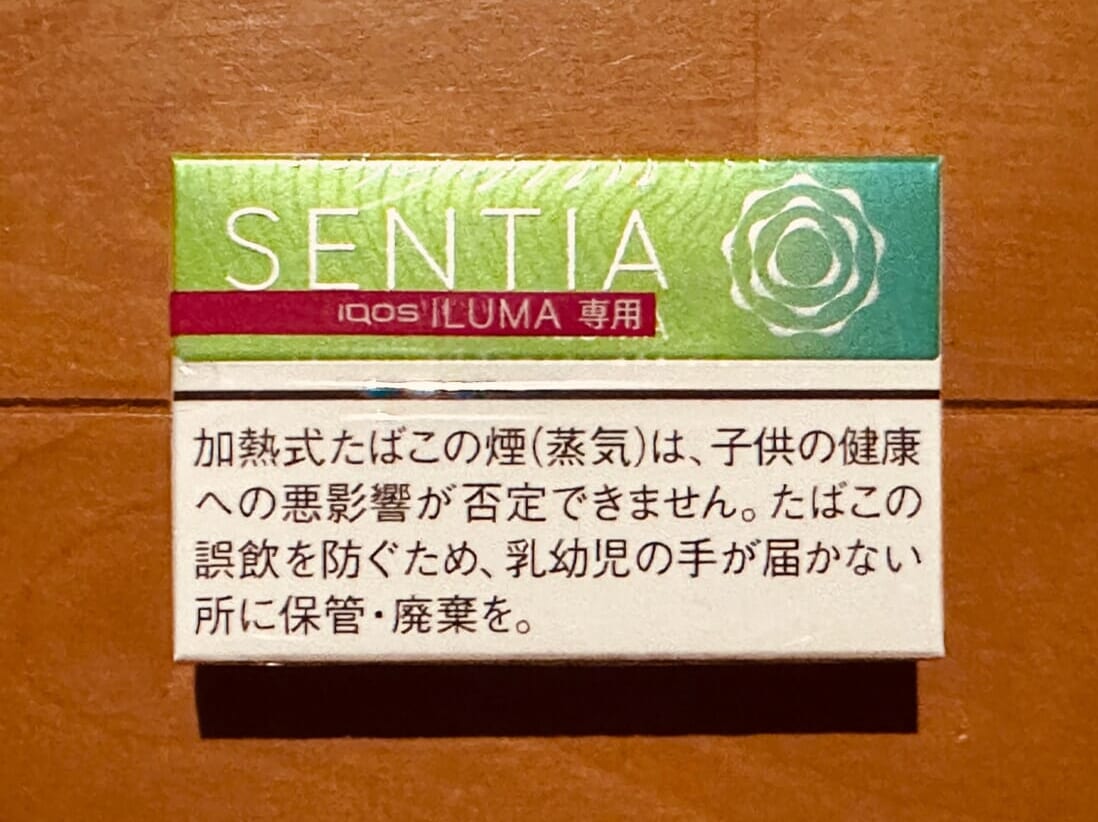 SENTIA
IQOS ILUMA 専用
加熱式たばこの煙(蒸気)は、子供の健康
への悪影響が否定できません。たばこの
誤飲を防ぐため、乳幼児の手が届かない
所に保管・廃棄を。